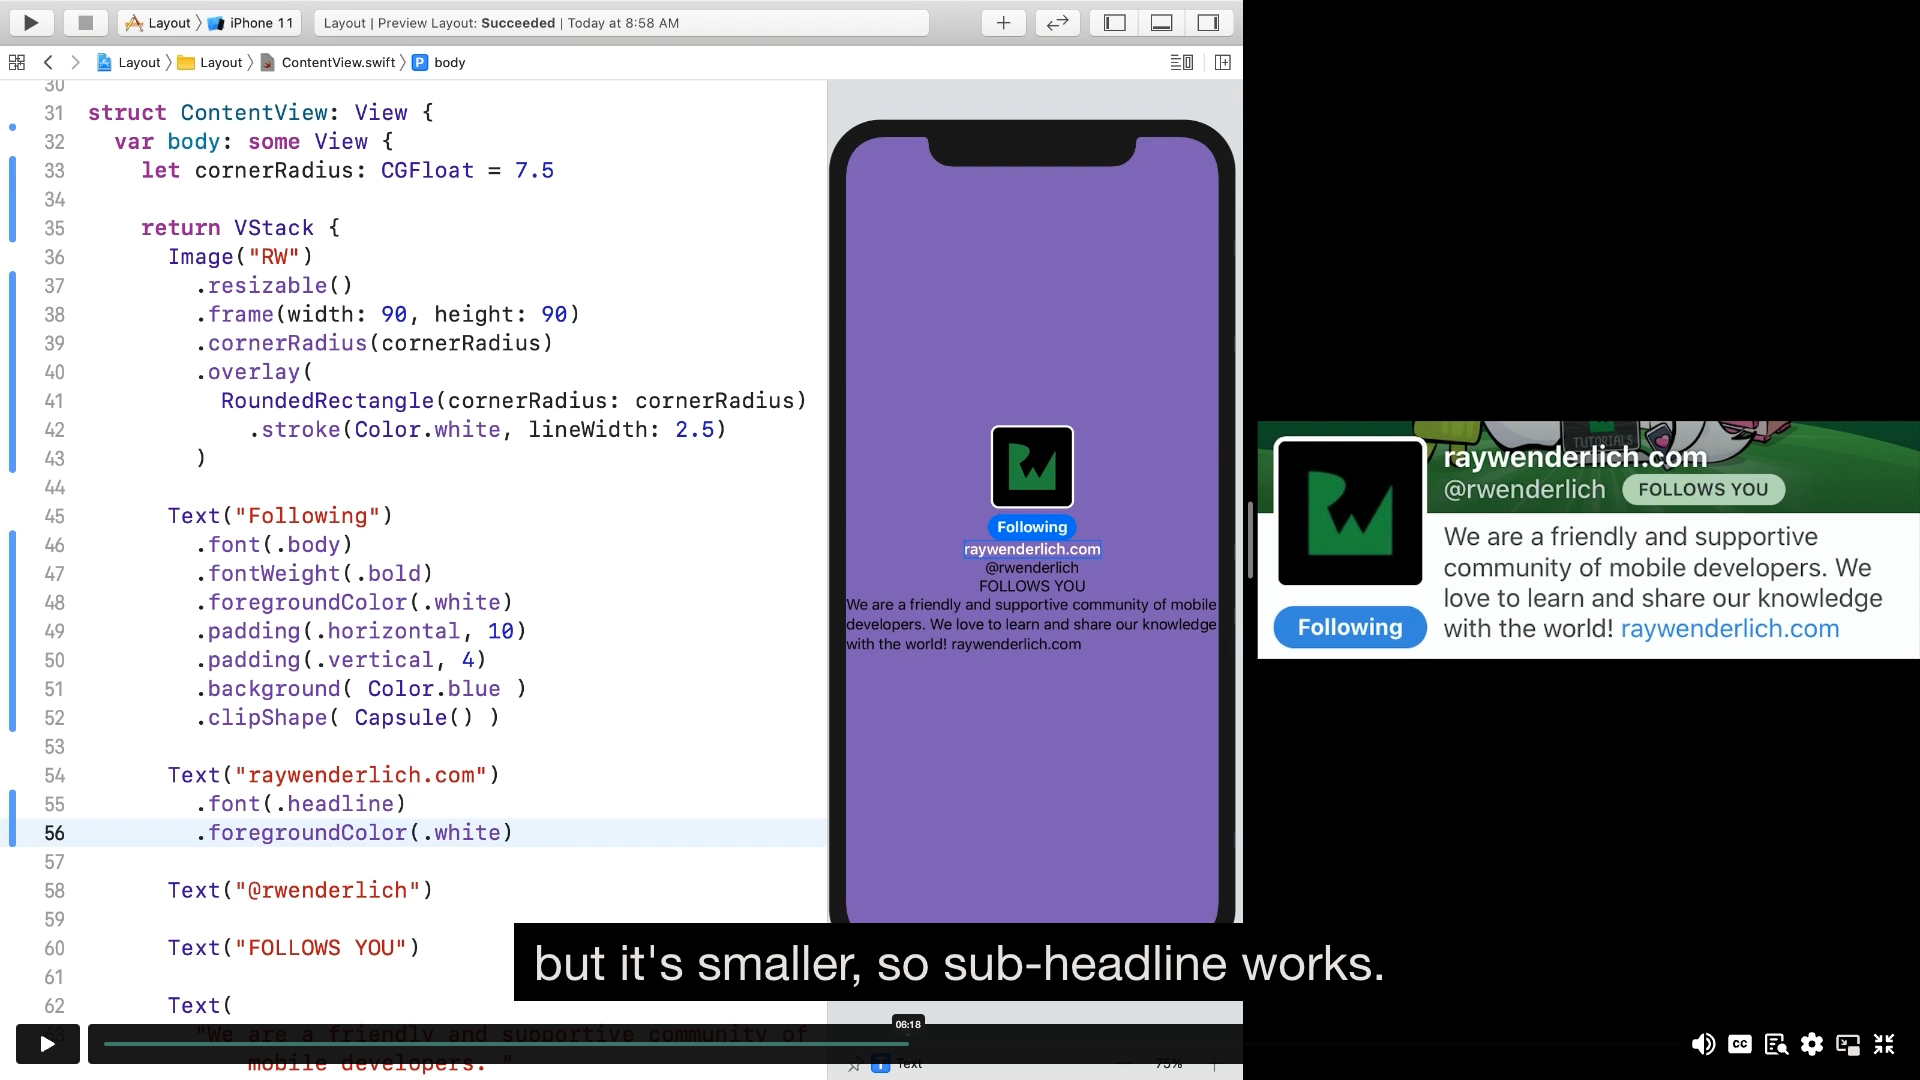 Layout iPhone 11
Layout | Preview Layout: Succeeded | Today at 8:58 AM
Layout Layout ContentView.swift P body
30
31 struct ContentView: View {
32 var body: some View {
33 let cornerRadius: CGFloat = 7.5
34
35 return VStack {
36 Image("RW")
37 .resizable()
38 .frame(width: 90, height: 90)
39 .cornerRadius(cornerRadius)
40 .overlay(
41 RoundedRectangle(cornerRadius: cornerRadius)
42 .stroke(Color.white, lineWidth: 2.5)
43 )
44
45 Text("Following")
46 .font(.body)
47 .fontWeight(.bold)
48 .foregroundColor(.white)
49 .padding(.horizontal, 10)
50 .padding(.vertical, 4)
51 .background( Color.blue )
52 .clipShape( Capsule() )
53
54 Text("raywenderlich.com")
55 .font(.headline)
56 .foregroundColor(.white)
57
58 Text("@rwenderlich")
59
60 Text("FOLLOWS YOU")
61
62 Text(
63 "We are a friendly and supportive community of
mobile developers. "
RW
Following
raywenderlich.com
@rwenderlich
FOLLOWS YOU
We are a friendly and supportive community of mobile
developers. We love to learn and share our knowledge
with the world! raywenderlich.com
T Text
75%
TUTORIALS
RW
raywenderlich.com
@rwenderlich FOLLOWS YOU
We are a friendly and supportive
community of mobile developers. We
love to learn and share our knowledge
with the world! raywenderlich.com
Following
but it's smaller, so sub-headline works.
06:18
CC